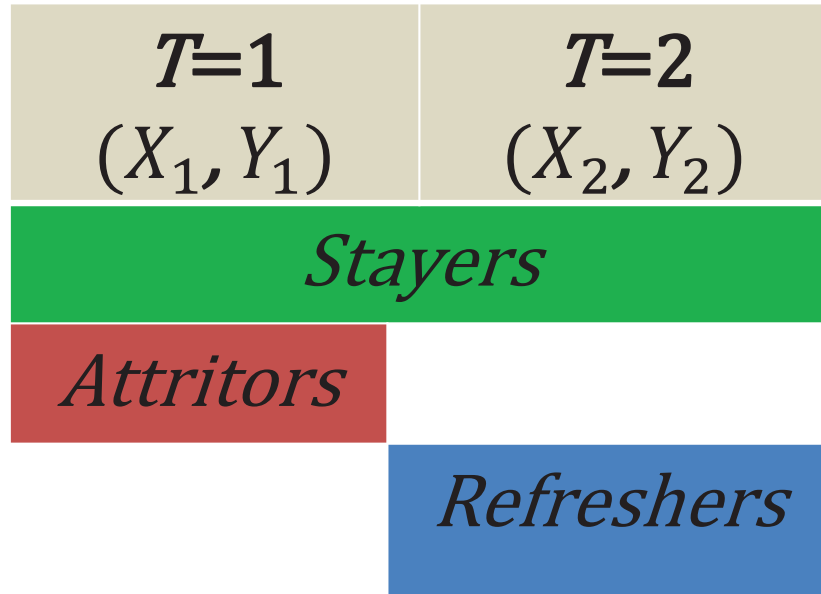 T=1 T=2
(X₁, Y₁) (X₂, Y₂)
Stayers
Attritors
Refreshers